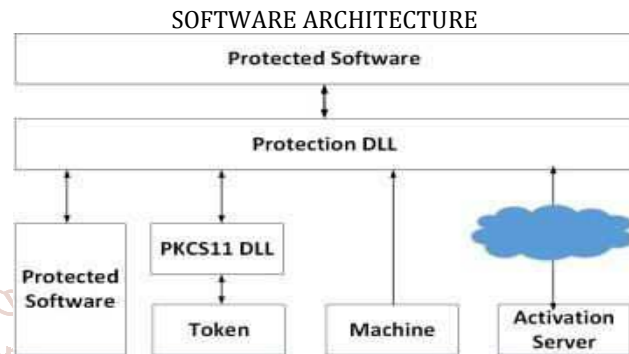 SOFTWARE ARCHITECTURE
Protected Software
Protection DLL
Protected
Software
PKCS11 DLL
Token
Machine
Activation
Server